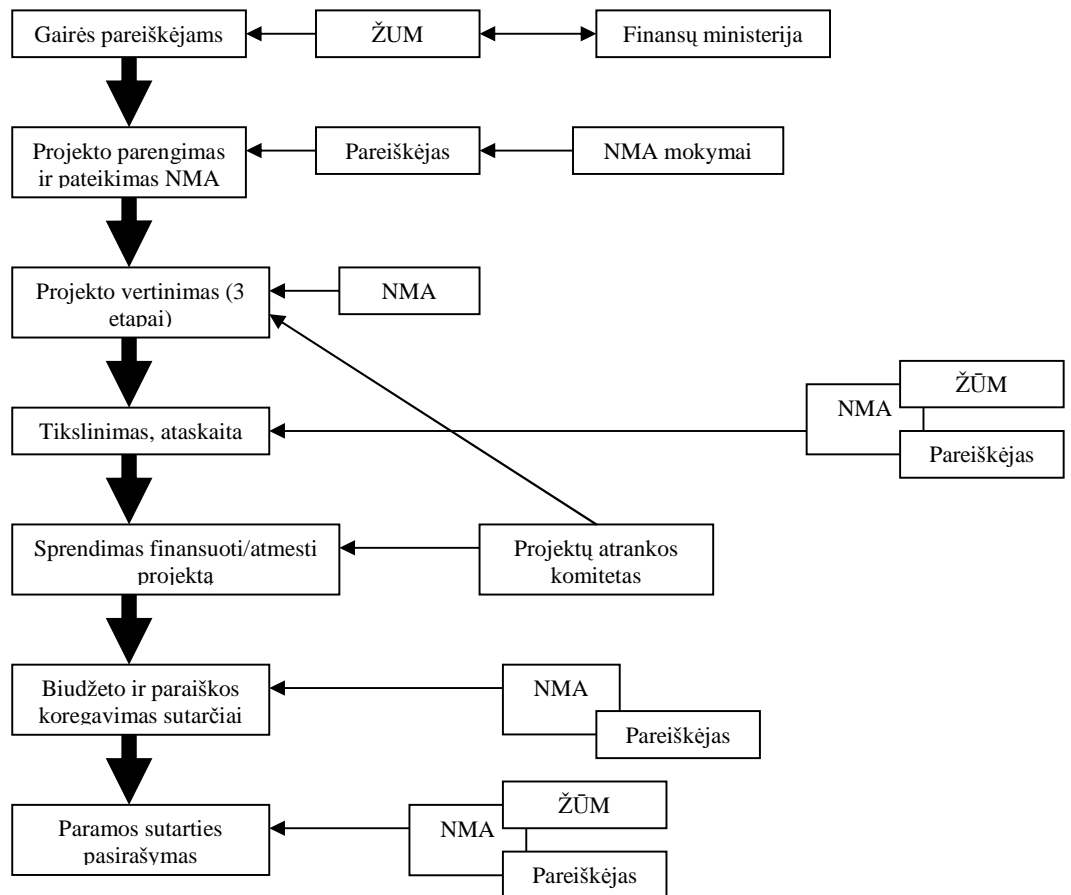 Gairės pareiškėjams
ŽUM
Finansų ministerija
Projekto parengimas
ir pateikimas NMA
Pareiškėjas
NMA mokymai
Projekto vertinimas (3
etapai)
NMA
Tikslinimas, ataskaita
NMA
ŽŪM
Pareiškėjas
Sprendimas finansuoti/atmesti
projektą
Projektų atrankos
komitetas
Biudžeto ir paraiškos
koregavimas sutarčiai
NMA
Pareiškėjas
Paramos sutarties
pasirašymas
NMA
ŽŪM
Pareiškėjas